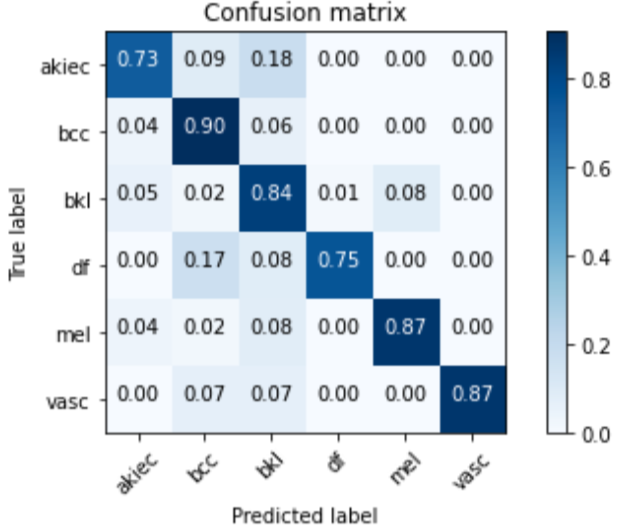 Confusion matrix
akiec 0.73 0.09 0.18 0.00 0.00 0.00
bcc 0.04 0.90 0.06 0.00 0.00 0.00
bkl 0.05 0.02 0.84 0.01 0.08 0.00
df 0.00 0.17 0.08 0.75 0.00 0.00
mel 0.04 0.02 0.08 0.00 0.87 0.00
vasc 0.00 0.07 0.07 0.00 0.00 0.87
akiec bcc bkl df mel vasc
True label
Predicted label
0.8
0.6
0.4
0.2
0.0